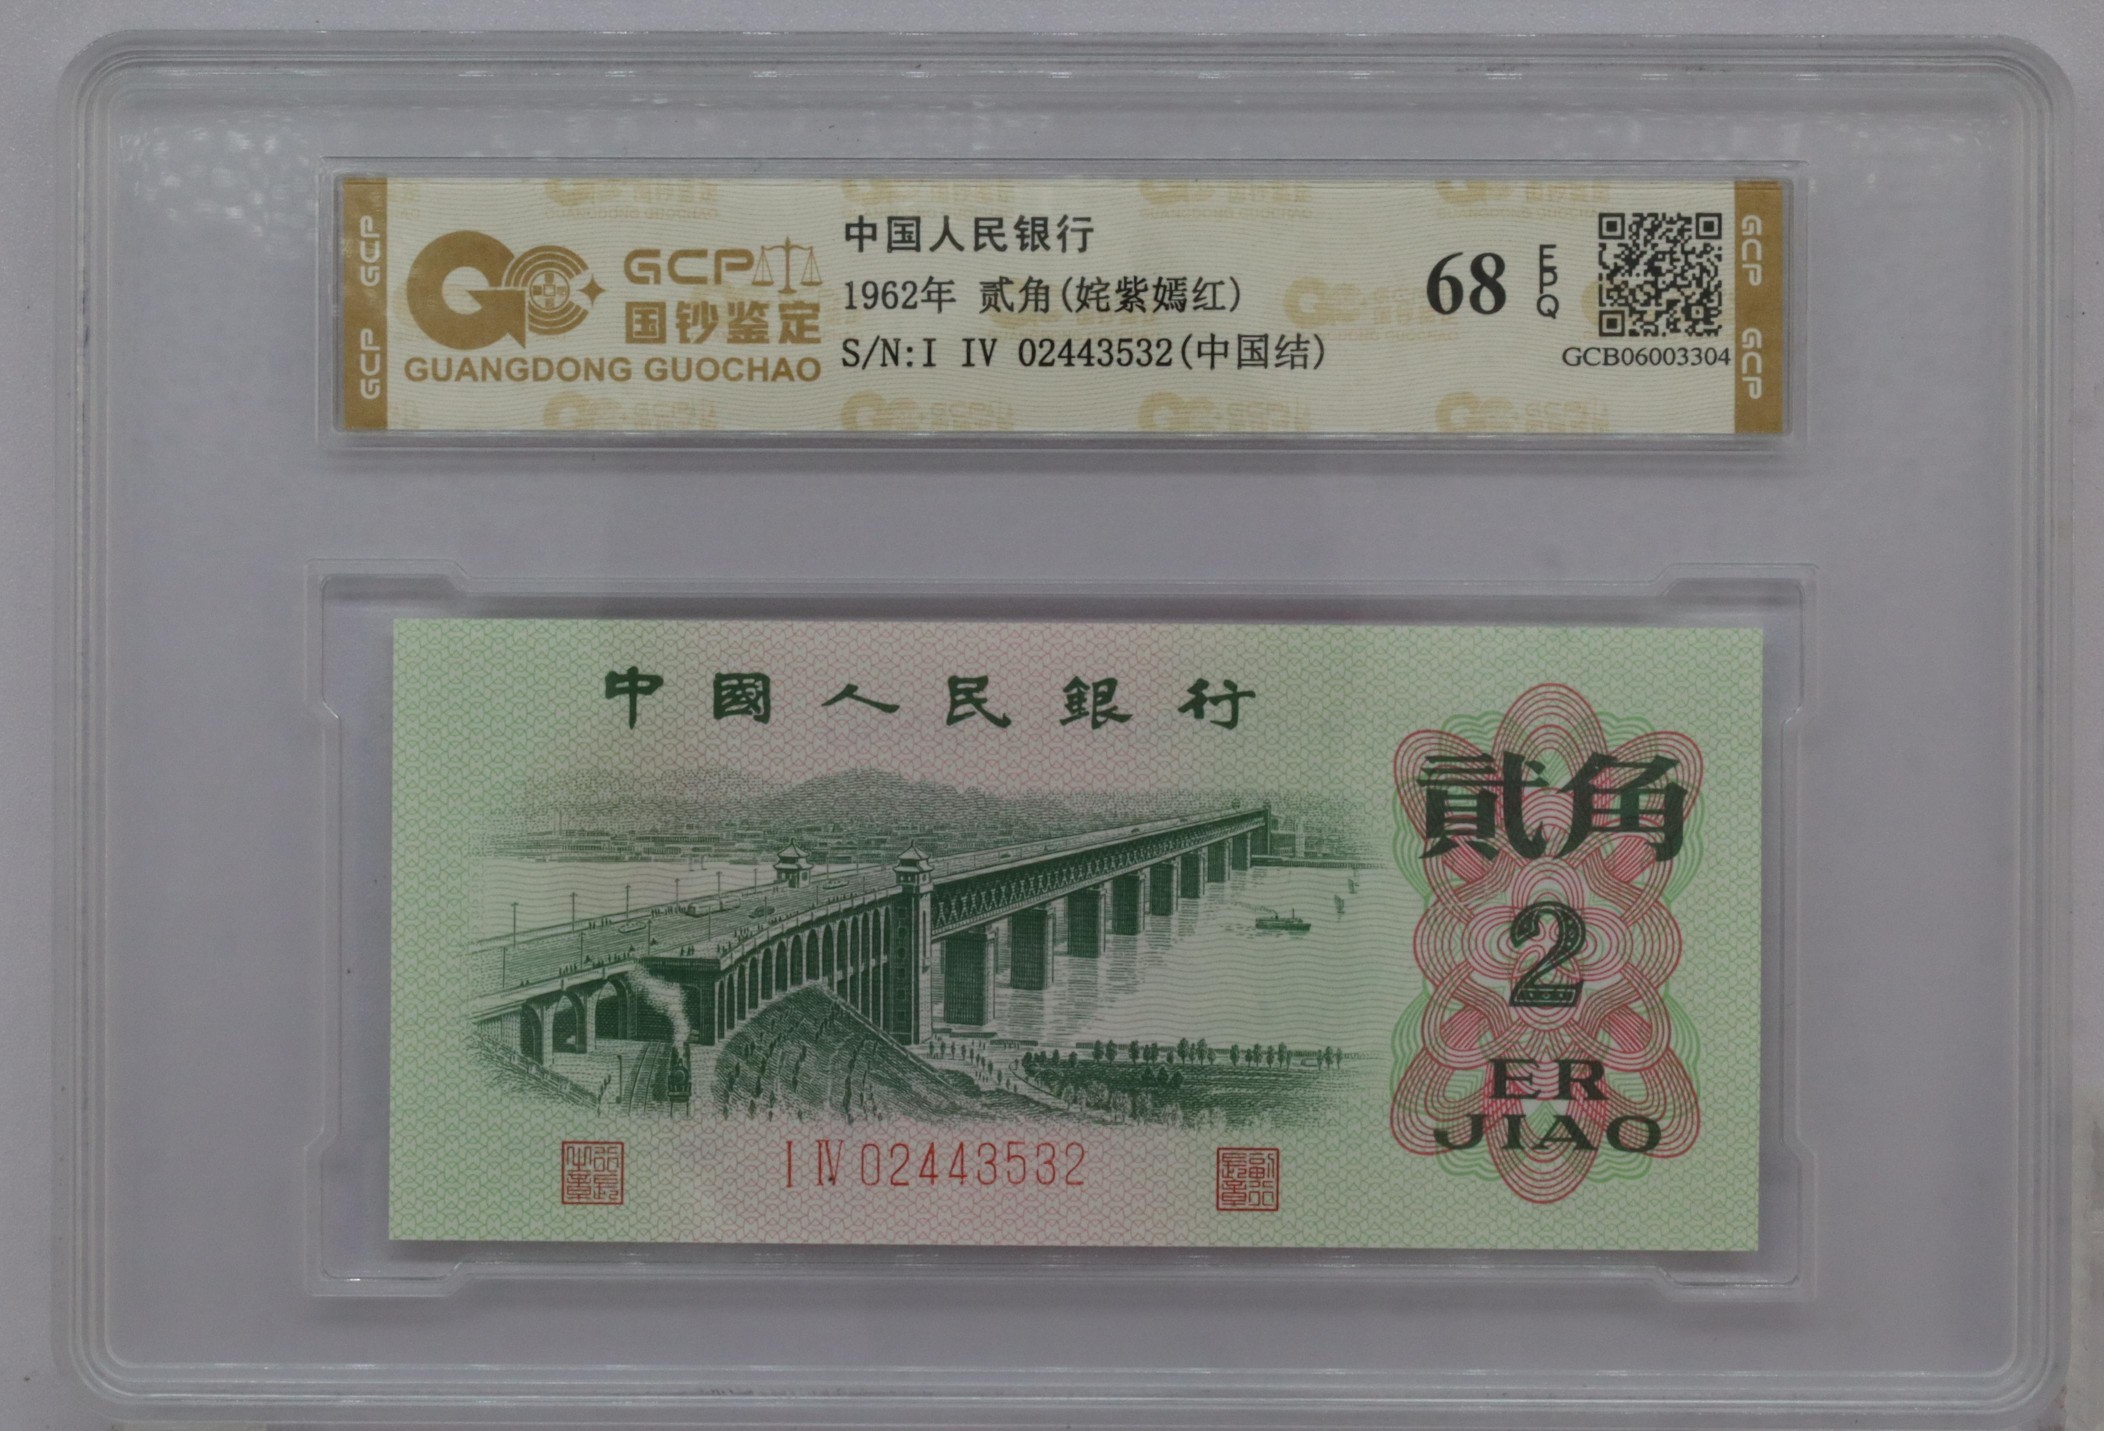 GCP
GCP
GCP
国钞鉴定
GUANGDONG GUOCHAO
中国人民银行
1962年 贰角(姹紫嫣红)
S/N:I IV 02443532(中国结)
68
EPQ
GCB06003304
GCP
GCP
中國人民銀行
貳角
2
ER
JIAO
I IV 02443532